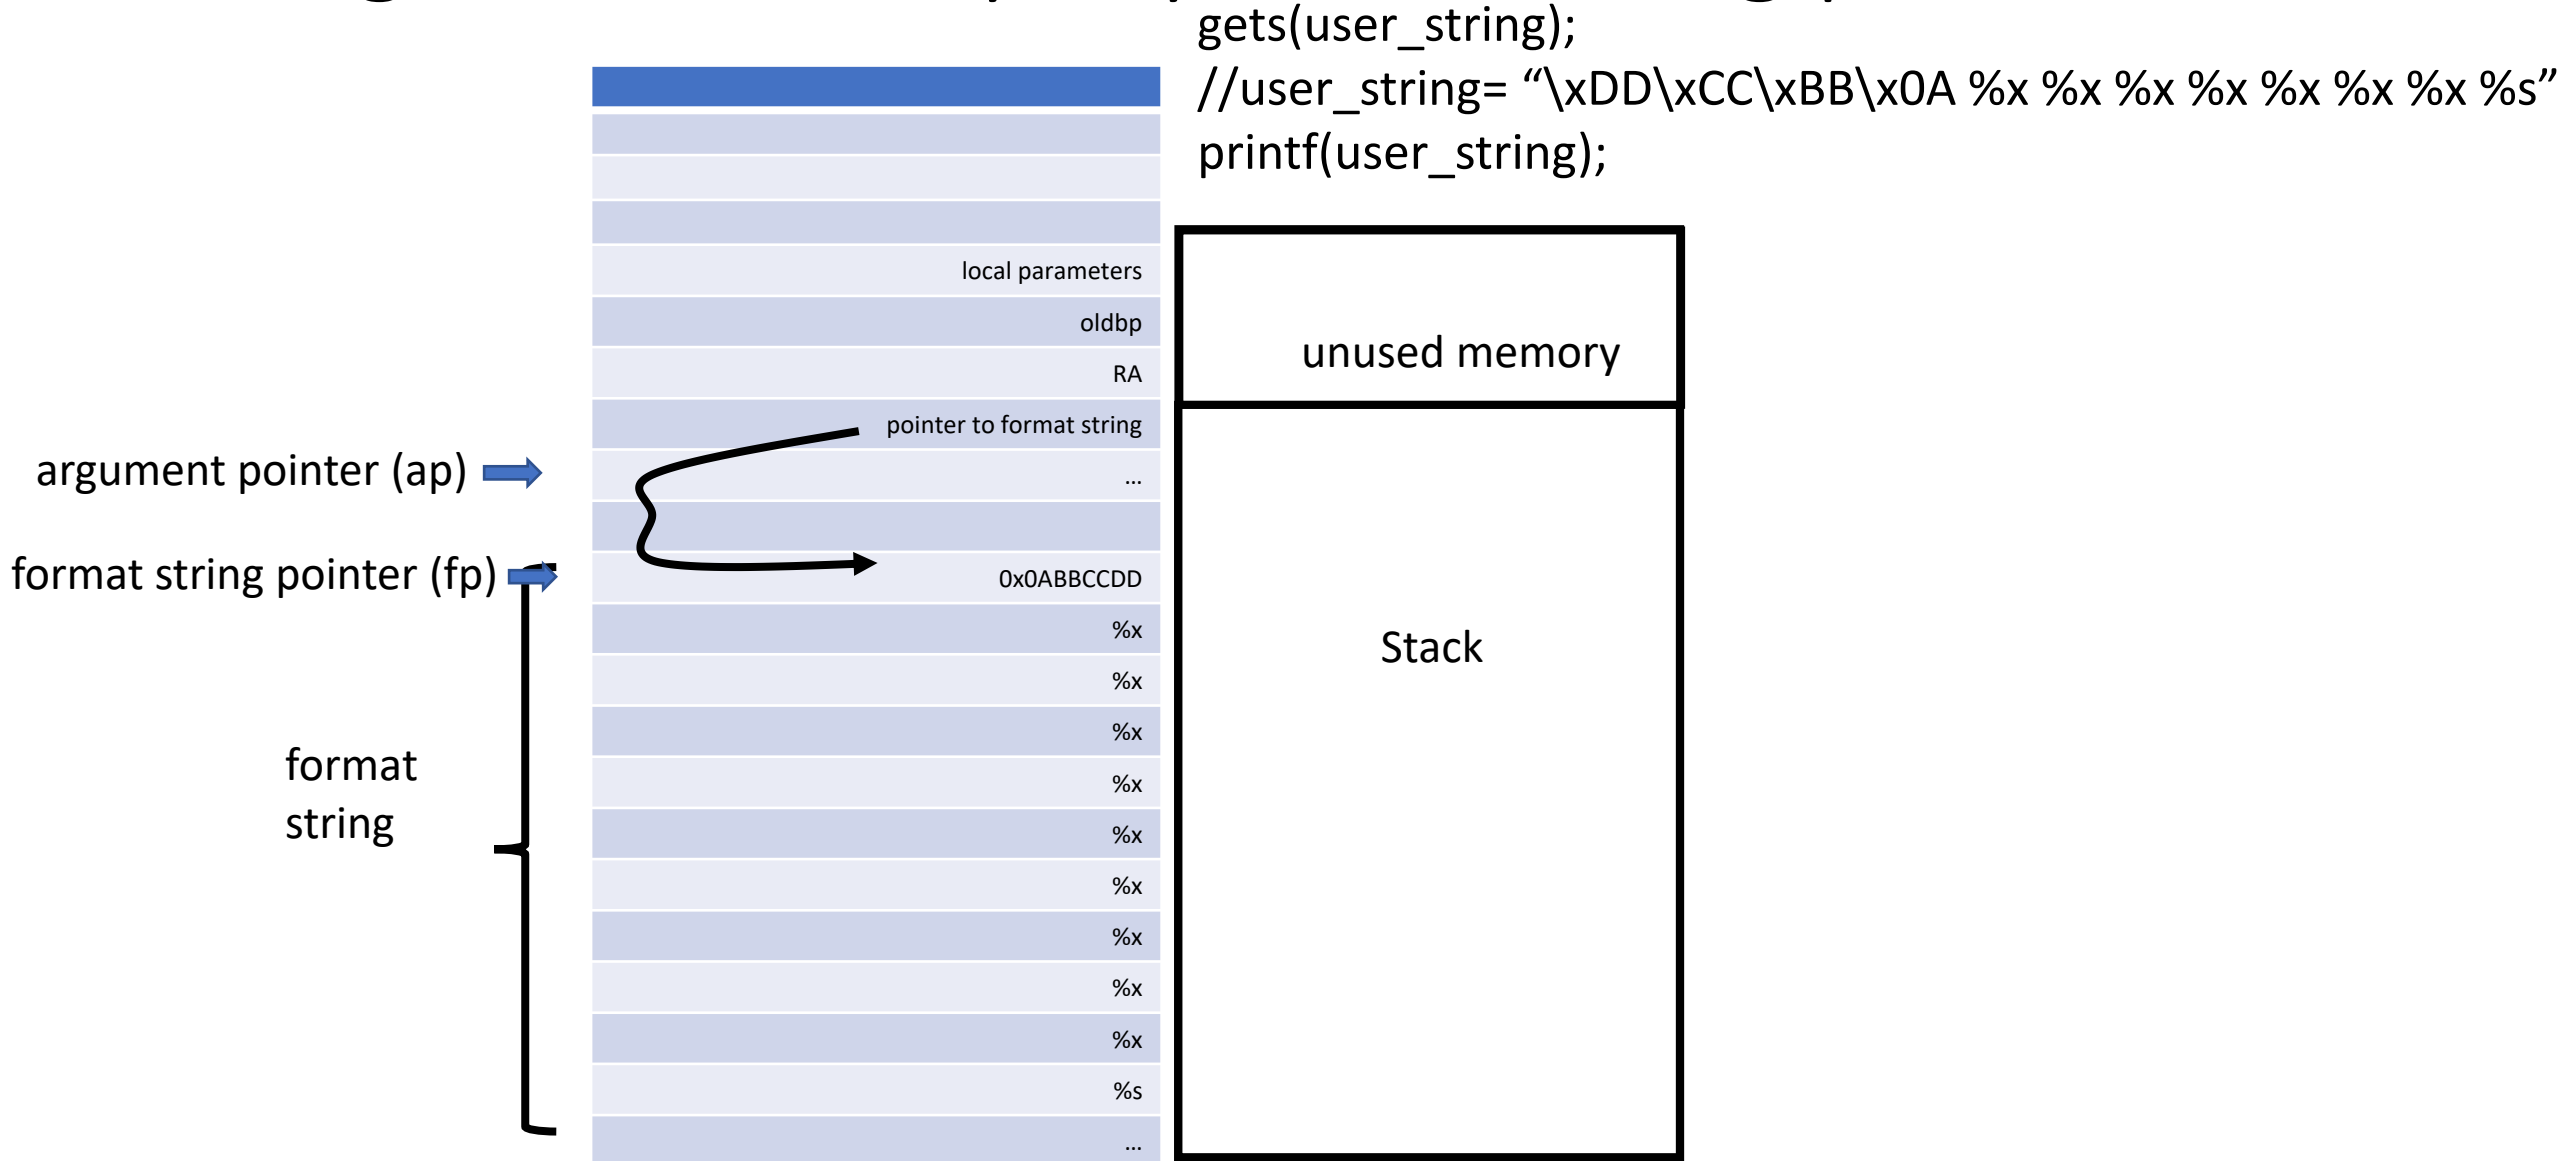 gets(user_string);
//user_string= “\xDD\xCC\xBB\x0A %x %x %x %x %x %x %x %s”
printf(user_string);
local parameters
oldbp
RA
unused memory
pointer to format string
argument pointer (ap)
...
format string pointer (fp)
0x0ABBCCDD
%x
Stack
%x
%x
format
string
%x
%x
%x
%x
%x
%x
%s
...